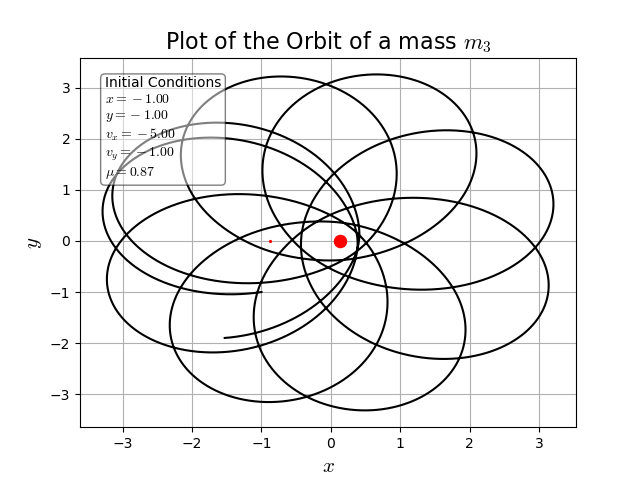 Plot of the Orbit of a mass m₃
Initial Conditions
x = −1.00
y = −1.00
vₓ = −5.00
v_y = −1.00
μ = 0.87
3
2
1
0
−1
−2
−3
y
−3 −2 −1 0 1 2 3
x